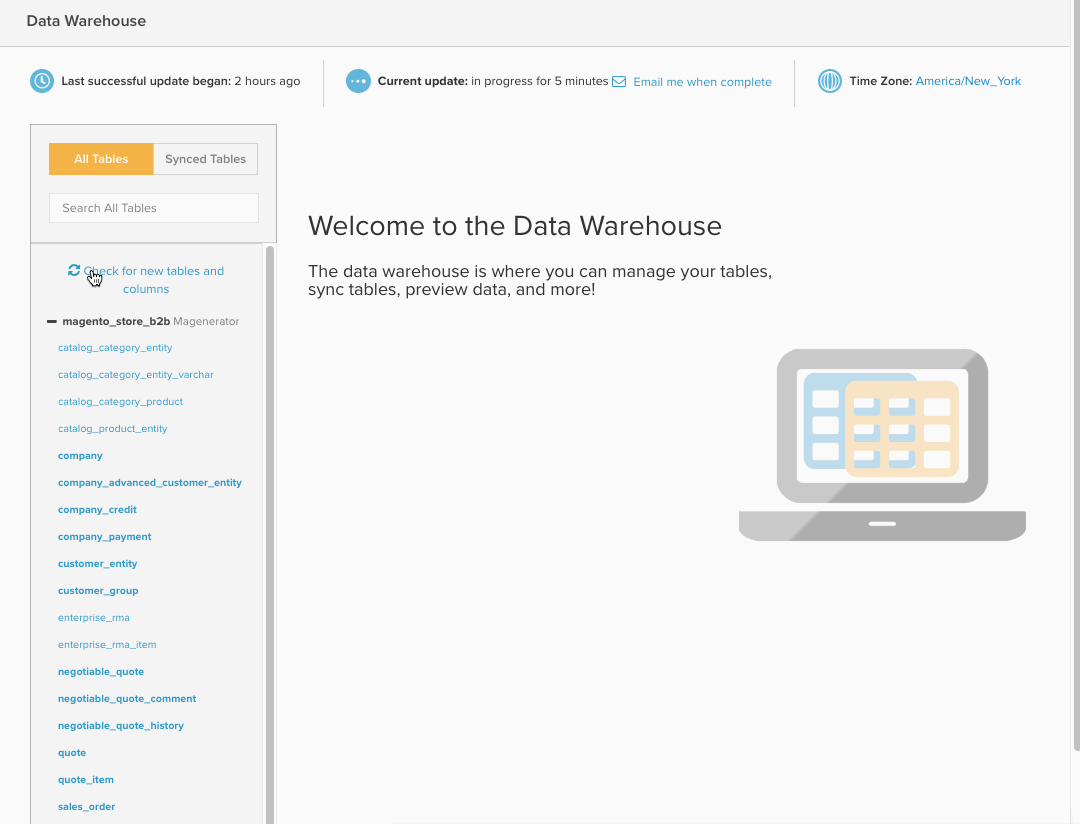 Data Warehouse
Last successful update began: 2 hours ago
Current update: in progress for 5 minutes Email me when complete
Time Zone: America/New_York
All Tables
Synced Tables
Search All Tables
Check for new tables and
columns
magento_store_b2b Magenerator
catalog_category_entity
catalog_category_entity_varchar
catalog_category_product
catalog_product_entity
company
company_advanced_customer_entity
company_credit
company_payment
customer_entity
customer_group
enterprise_rma
enterprise_rma_item
negotiable_quote
negotiable_quote_comment
negotiable_quote_history
quote
quote_item
sales_order
Welcome to the Data Warehouse
The data warehouse is where you can manage your tables,
sync tables, preview data, and more!